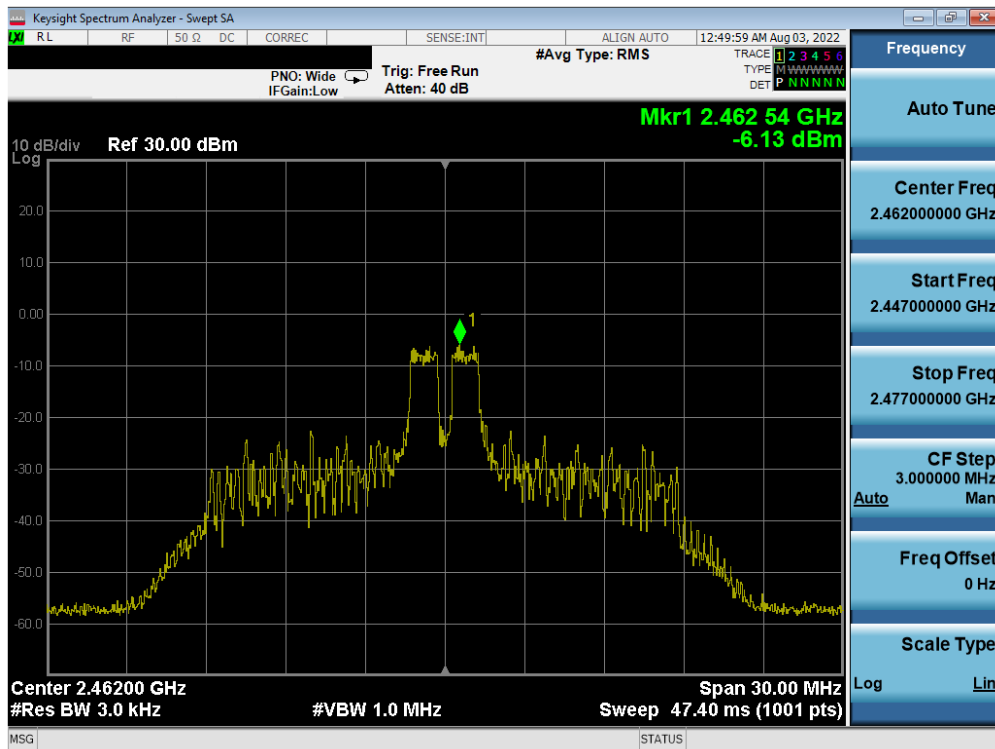 Keysight Spectrum Analyzer - Swept SA
LXI RL RF 50 Ω DC CORREC SENSE:INT ALIGN AUTO 12:49:59 AM Aug 03, 2022
PNO: Wide
IFGain:Low
Trig: Free Run
Atten: 40 dB
#Avg Type: RMS
TRACE 1 2 3 4 5 6
TYPE M W W W W W
DET P N N N N N
Mkr1 2.462 54 GHz
-6.13 dBm
10 dB/div
Log
Ref 30.00 dBm
20.0
10.0
0.00
-10.0
-20.0
-30.0
-40.0
-50.0
-60.0
1
Center 2.46200 GHz
Span 30.00 MHz
#Res BW 3.0 kHz
#VBW 1.0 MHz
Sweep 47.40 ms (1001 pts)
MSG
STATUS
Frequency
Auto Tune
Center Freq
2.462000000 GHz
Start Freq
2.447000000 GHz
Stop Freq
2.477000000 GHz
CF Step
3.000000 MHz
Auto Man
Freq Offset
0 Hz
Scale Type
Log Lin